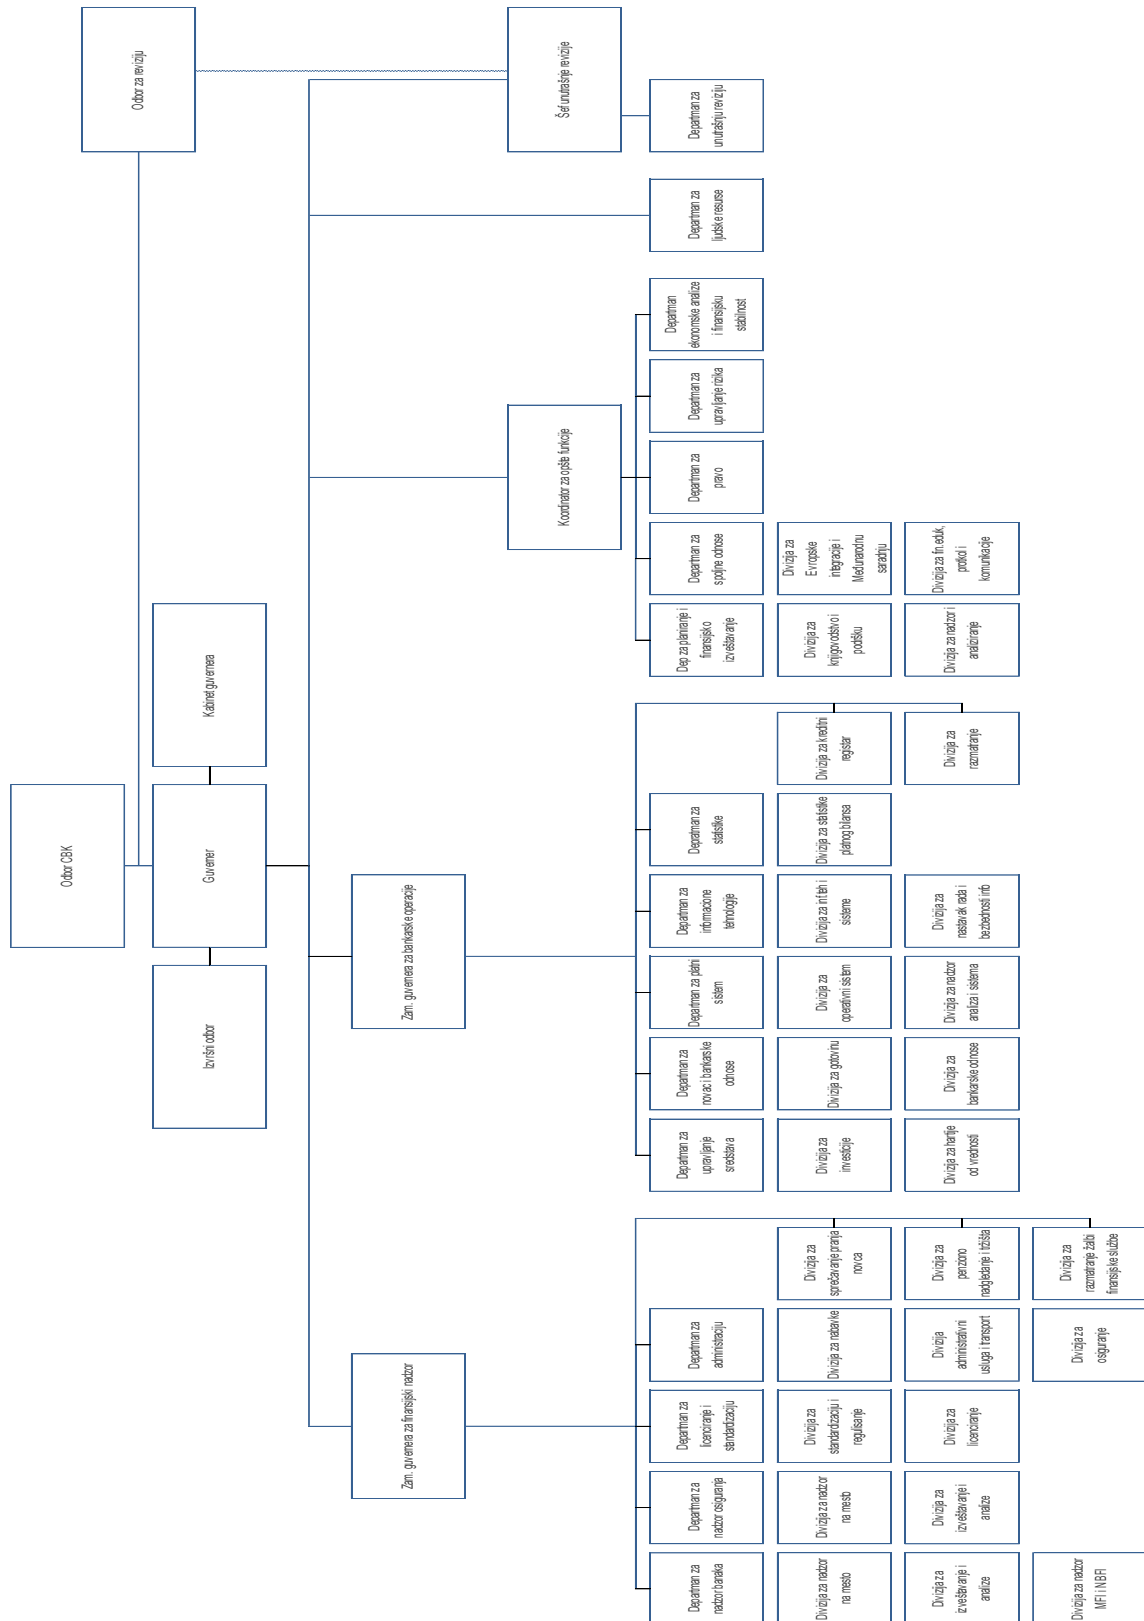 Odbor CBK
Izvršni odbor
Guverner
Kabinet guvernera
Odbor za reviziju
Zam. guvernera za finansijski nadzor
Zam. guvernera za bankarske operacije
Koordinator za opšte funkcije
Šef unutrašnje revizije
Departman za
nadzor banaka
Departman za
nadzor osiguranja
Departman za
licenciranje i
standardizaciju
Departman za
administraciju
Departman za
upravljanje
sredstava
Departman za
novac i bankarske
odnose
Departman za platni
sistem
Departman za
informacione
tehnologije
Depratman za
statistike
Dep za planiranje i
finansijsko
izveštavanje
Departman za
spoljne odnose
Departman za
pravo
Departman za
upravljanje rizika
Departman
ekonomske analize
i finansijsku
stabilnost
Departman za
ljudske resurse
Departman za
unutrašnju reviziju
Divizija za nadzor
na mesto
Divizija za nadzor
na mesto
Divizija za
standardizaciju i
regulisanje
Divizija za nabavke
Divizija za
sprečavanje pranja
novca
Divizija za
investicije
Divizija za gotovinu
Divizija za
operativni sistem
Divizija za inf.teh i
sisteme
Divizija za statistike
platnog bilansa
Divizija za kreditni
registar
Divizija za
knjigovodstvo i
podršku
Divizija za
Evropske
integracije i
Međunarodnu
saradnju
Divizija za
izveštavanje i
analize
Divizija za
izveštavanje i
analize
Divizija za
licenciranje
Divizija
administrativni
usluga i transport
Divizija za
penziono
nadgledanje i tržišta
Divizija za hartije
od vrednosti
Divizija za
bankarske odnose
Divizija za nadzor
analiza i sistema
Divizija za
nastavak rada i
bezbednosti info
Divizija za
razmatranje
Divizija za nadzor i
analiziranje
Divizija za fin.eduk,
protkol i
komunikacije
Divizija za nadzor
MFI i NBFI
Divizija za
osiguranje
Divizija za
razmatranje žalbi
finansijske službe